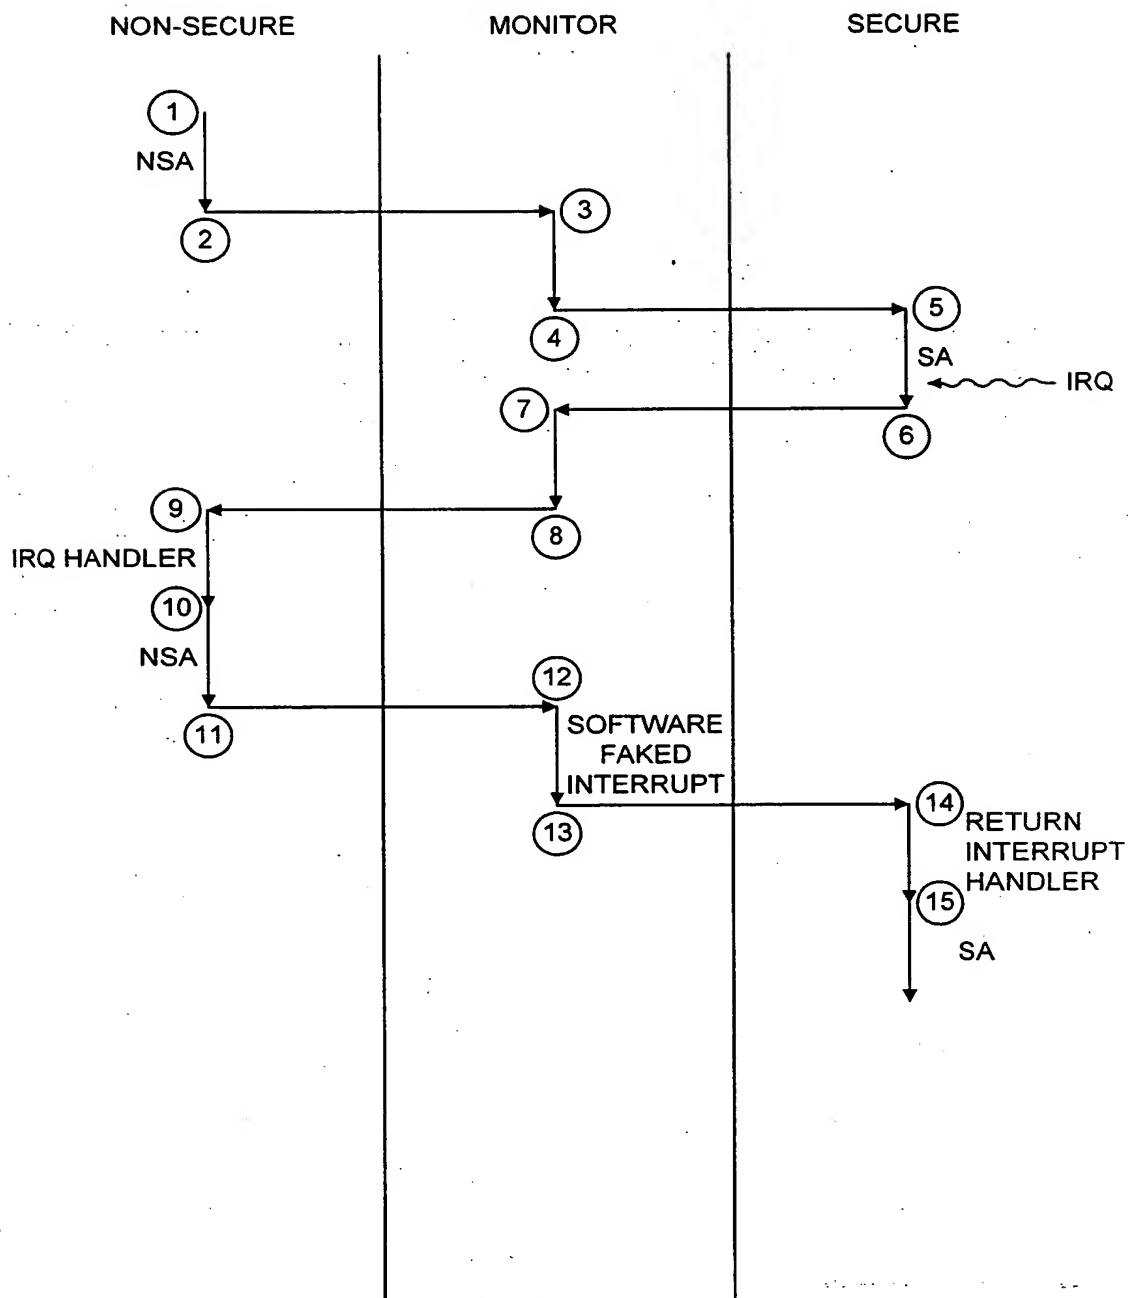 NON-SECURE MONITOR SECURE
1
NSA
2
3
4
5
SA
IRQ
6
7
8
9
IRQ HANDLER
10
NSA
11
12
SOFTWARE
FAKED
INTERRUPT
13
14
RETURN
INTERRUPT
HANDLER
15
SA